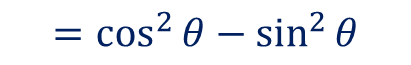 = cos² θ − sin² θ